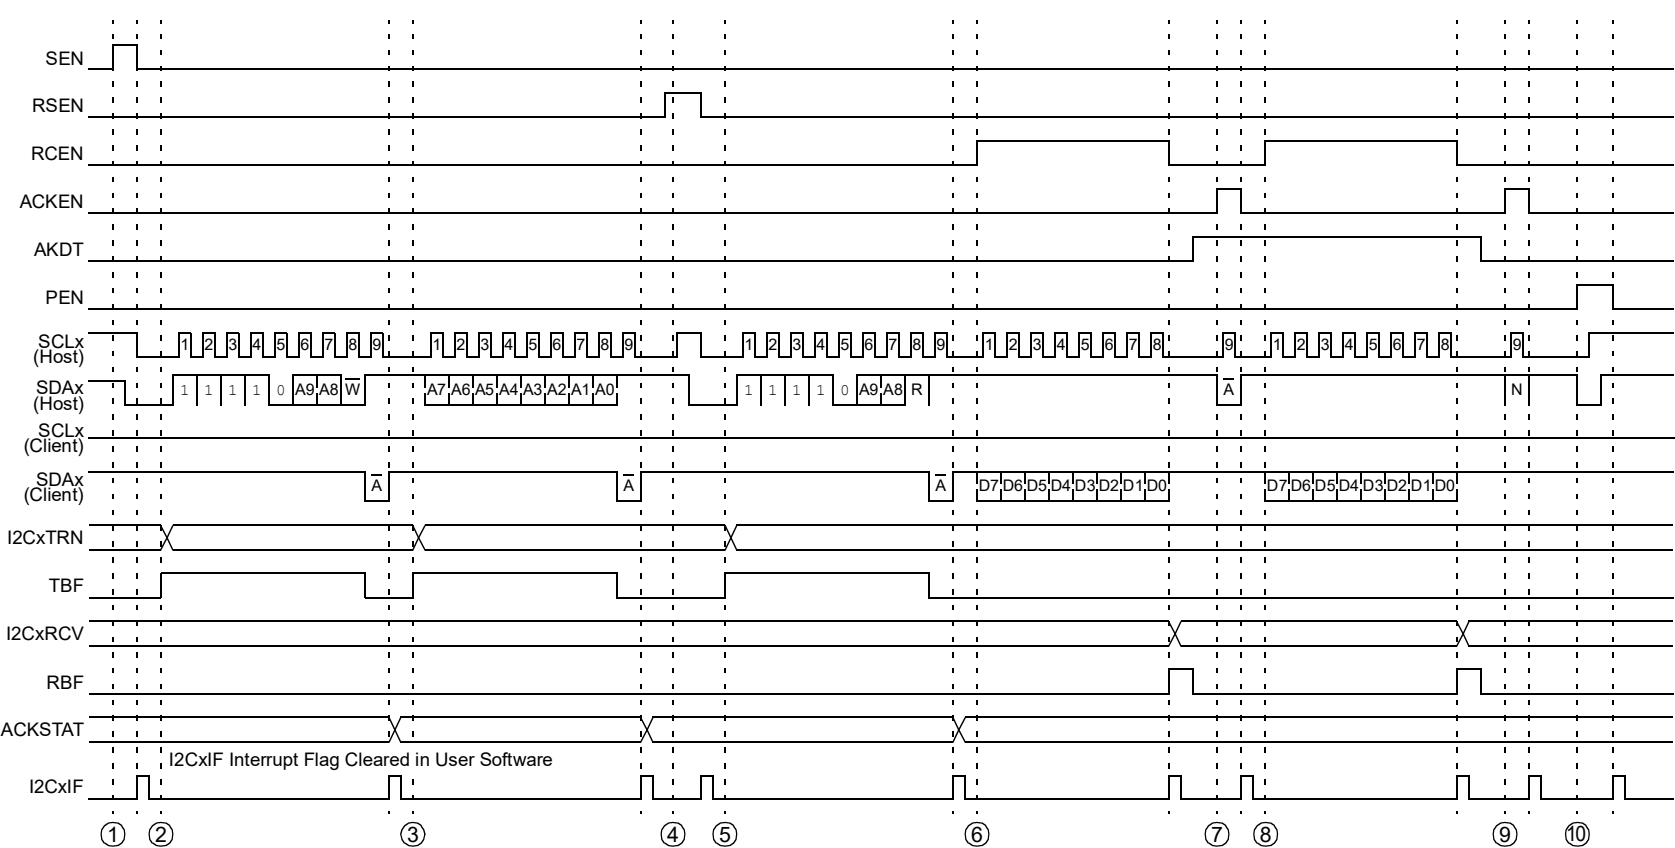 SEN
RSEN
RCEN
ACKEN
AKDT
PEN
SCLx
(Host)
1 2 3 4 5 6 7 8 9 1 2 3 4 5 6 7 8 9 1 2 3 4 5 6 7 8 9 1 2 3 4 5 6 7 8 9 1 2 3 4 5 6 7 8 9
SDAx
(Host)
1 1 1 1 0 A9 A8 W̅ A7 A6 A5 A4 A3 A2 A1 A0 1 1 1 1 0 A9 A8 R A̅ N
SCLx
(Client)
SDAx
(Client)
A̅ A̅ A̅ D7 D6 D5 D4 D3 D2 D1 D0 D7 D6 D5 D4 D3 D2 D1 D0
I2CxTRN
TBF
I2CxRCV
RBF
ACKSTAT
I2CxIF Interrupt Flag Cleared in User Software
I2CxIF
1 2 3 4 5 6 7 8 9 10